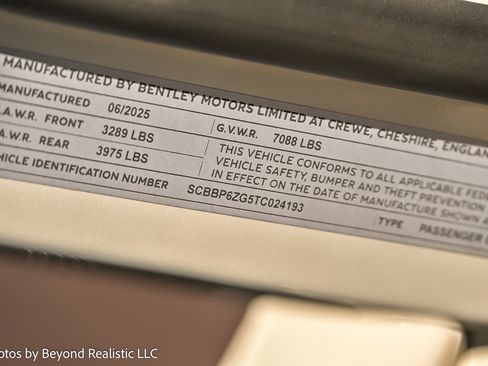 MANUFACTURED BY BENTLEY MOTORS LIMITED AT CREWE, CHESHIRE, ENGLAN
MANUFACTURED 06/2025 G.V.W.R. 7088 LBS
.A.W.R. FRONT 3289 LBS THIS VEHICLE CONFORMS TO ALL APPLICABLE FEDE
A.W.R. REAR 3975 LBS VEHICLE SAFETY, BUMPER AND THEFT PREVENTION
IN EFFECT ON THE DATE OF MANUFACTURE SHOWN A
HICLE IDENTIFICATION NUMBER SCBBP6ZG5TC024193 TYPE PASSENGER
otos by Beyond Realistic LLC